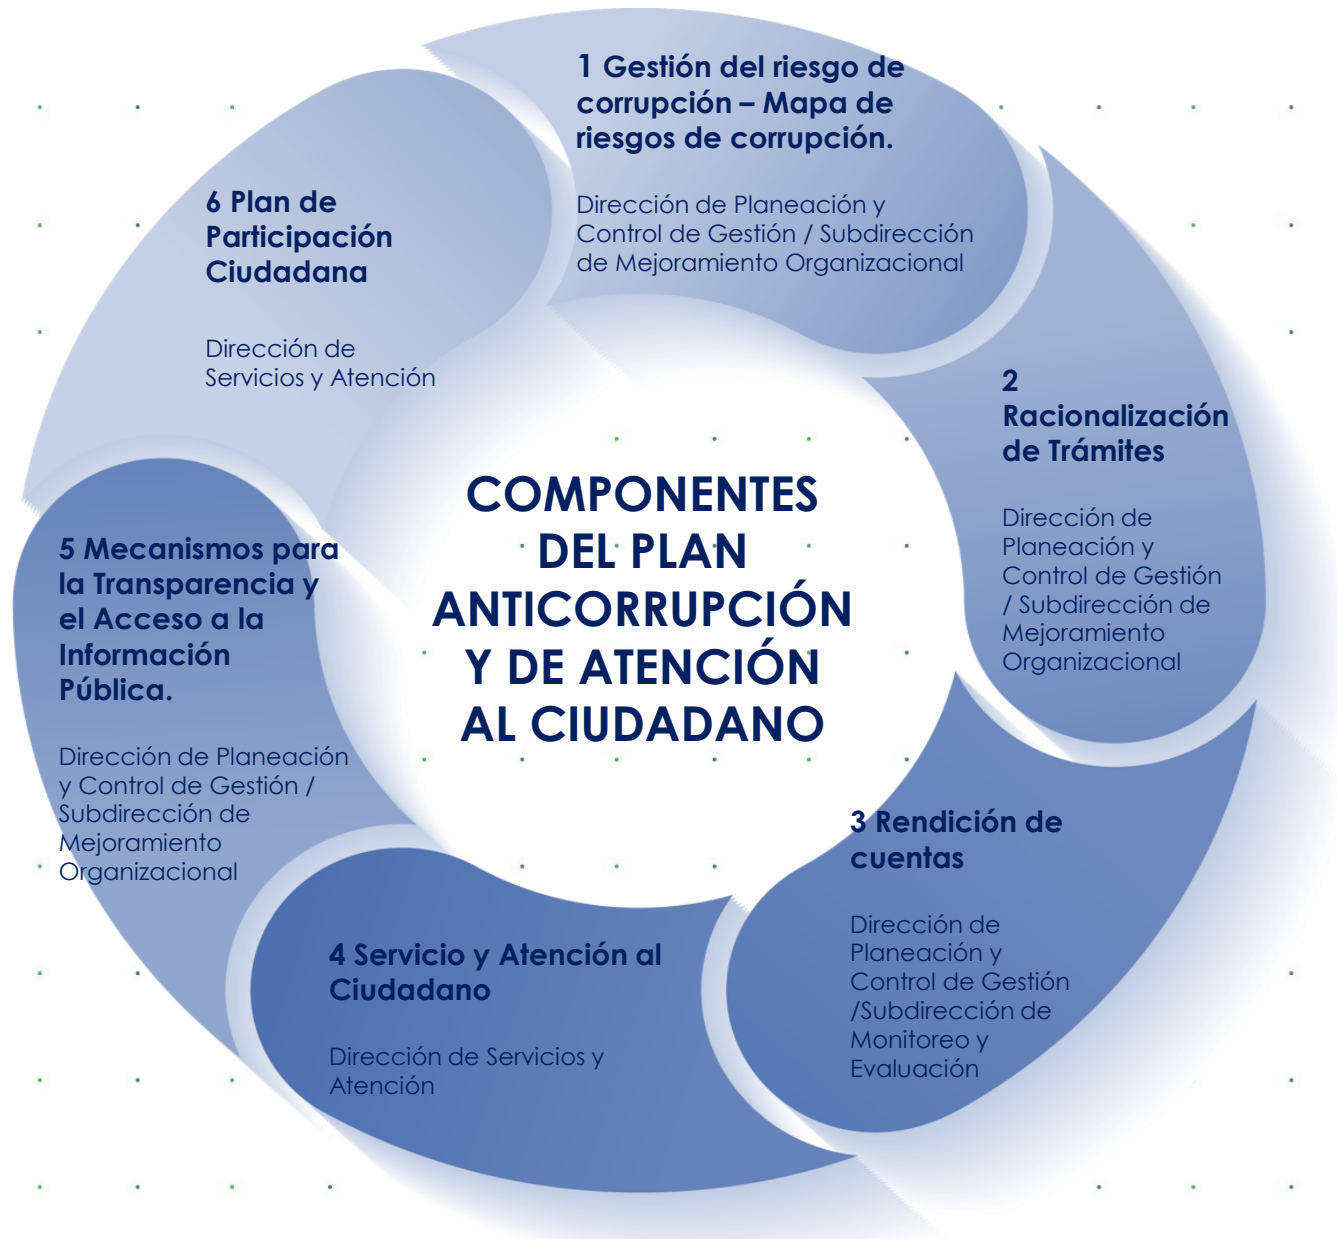 1 Gestión del riesgo de
corrupción – Mapa de
riesgos de corrupción.
Dirección de Planeación y
Control de Gestión / Subdirección
de Mejoramiento Organizacional
2
Racionalización
de Trámites
Dirección de
Planeación y
Control de Gestión
/ Subdirección de
Mejoramiento
Organizacional
3 Rendición de
cuentas
Dirección de
Planeación y
Control de Gestión
/Subdirección de
Monitoreo y
Evaluación
4 Servicio y Atención al
Ciudadano
Dirección de Servicios y
Atención
5 Mecanismos para
la Transparencia y
el Acceso a la
Información
Pública.
Dirección de Planeación
y Control de Gestión /
Subdirección de
Mejoramiento
Organizacional
6 Plan de
Participación
Ciudadana
Dirección de
Servicios y Atención
COMPONENTES
DEL PLAN
ANTICORRUPCIÓN
Y DE ATENCIÓN
AL CIUDADANO